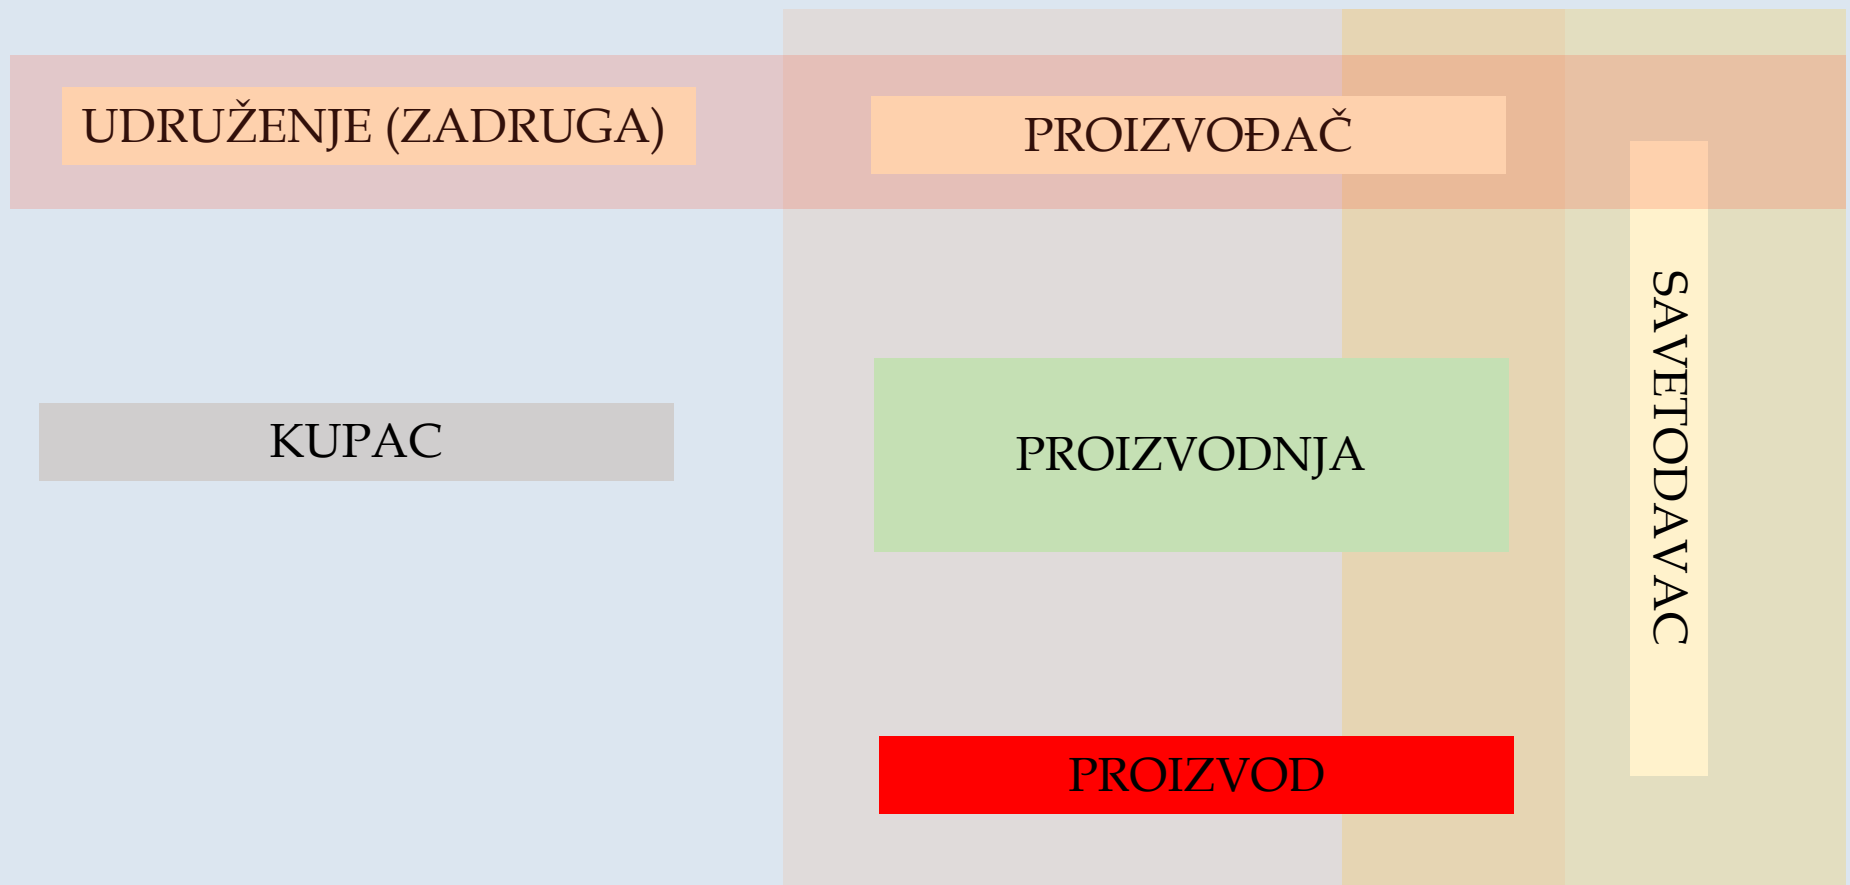 UDRUŽENJE (ZADRUGA)
PROIZVOĐAČ
SAVETODAVAC
KUPAC
PROIZVODNJA
PROIZVOD